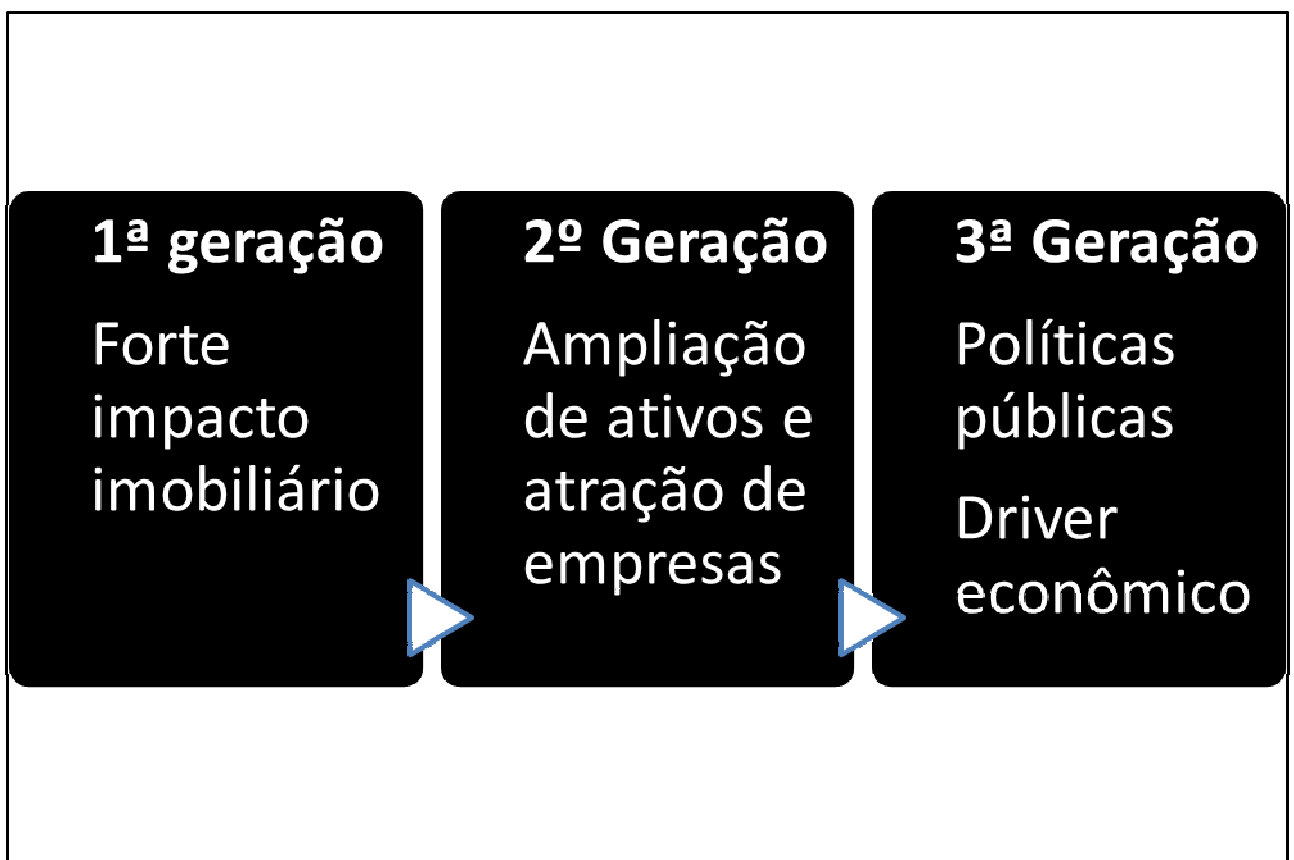 1ª geração
Forte
impacto
imobiliário
2º Geração
Ampliação
de ativos e
atração de
empresas
3ª Geração
Políticas
públicas
Driver
econômico